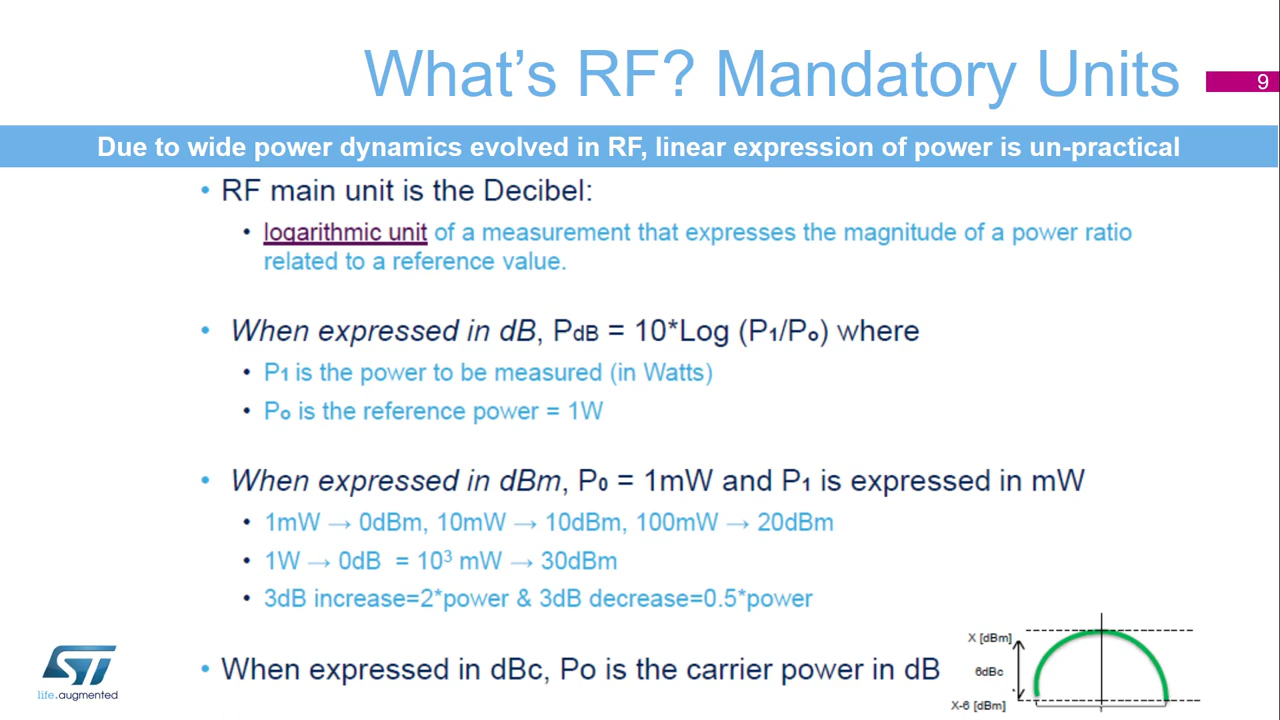 What's RF? Mandatory Units
9
Due to wide power dynamics evolved in RF, linear expression of power is un-practical
• RF main unit is the Decibel:
• logarithmic unit of a measurement that expresses the magnitude of a power ratio
related to a reference value.
• When expressed in dB, PdB = 10*Log (P₁/Pₒ) where
• P₁ is the power to be measured (in Watts)
• Pₒ is the reference power = 1W
• When expressed in dBm, P₀ = 1mW and P₁ is expressed in mW
• 1mW → 0dBm, 10mW → 10dBm, 100mW → 20dBm
• 1W → 0dB = 10³ mW → 30dBm
• 3dB increase=2*power & 3dB decrease=0.5*power
• When expressed in dBc, Po is the carrier power in dB
X [dBm]
6dBc
X-6 [dBm]
ST
life.augmented